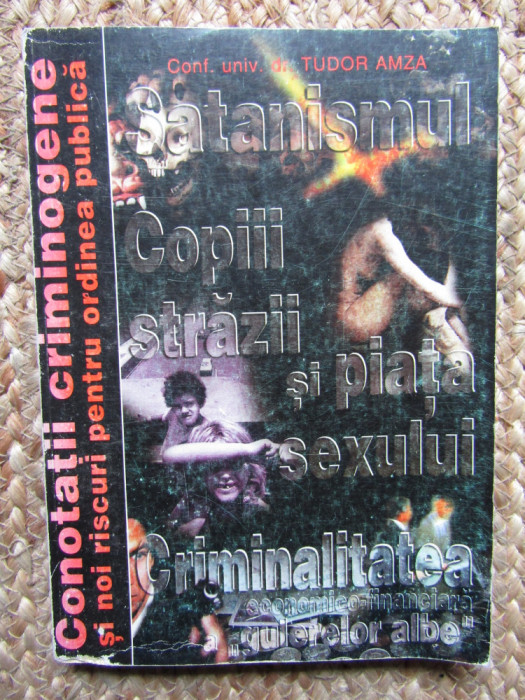 Conf. univ. dr. TUDOR AMZA
Satanismul
Copiii
străzii
și piața
sexului
Criminalitatea
economico-financiară
a „gulerelor albe"
Conotații criminogene
și noi riscuri pentru ordinea publică